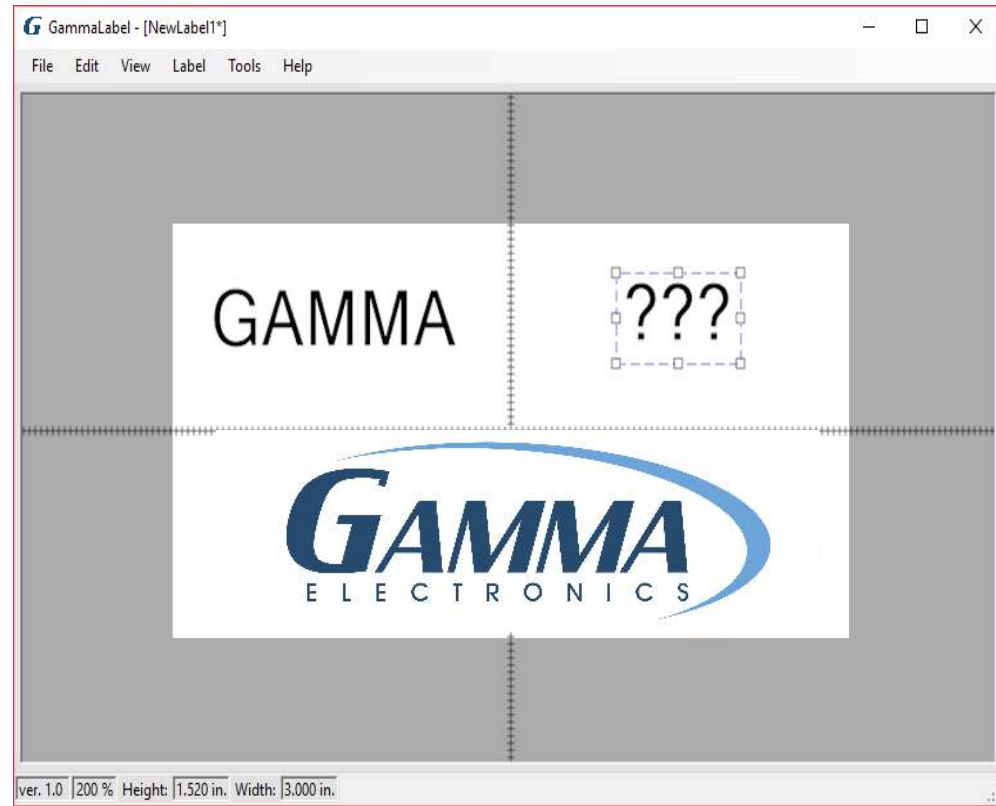 G GammaLabel - [NewLabel1*]
File Edit View Label Tools Help
GAMMA ???
GAMMA
ELECTRONICS
ver. 1.0 200 % Height: 1.520 in. Width: 3.000 in.